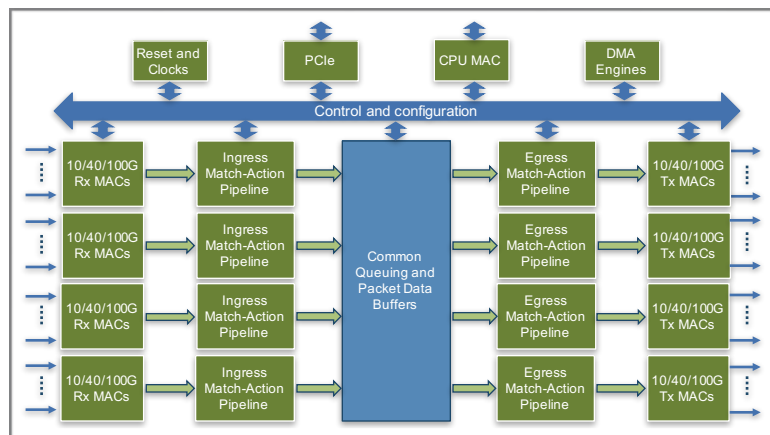 Reset and
Clocks
PCIe
CPU MAC
DMA
Engines
Control and configuration
10/40/100G
Rx MACs
Ingress
Match-Action
Pipeline
Egress
Match-Action
Pipeline
10/40/100G
Tx MACs
10/40/100G
Rx MACs
Ingress
Match-Action
Pipeline
Common
Queuing and
Packet Data
Buffers
Egress
Match-Action
Pipeline
10/40/100G
Tx MACs
10/40/100G
Rx MACs
Ingress
Match-Action
Pipeline
Egress
Match-Action
Pipeline
10/40/100G
Tx MACs
10/40/100G
Rx MACs
Ingress
Match-Action
Pipeline
Egress
Match-Action
Pipeline
10/40/100G
Tx MACs